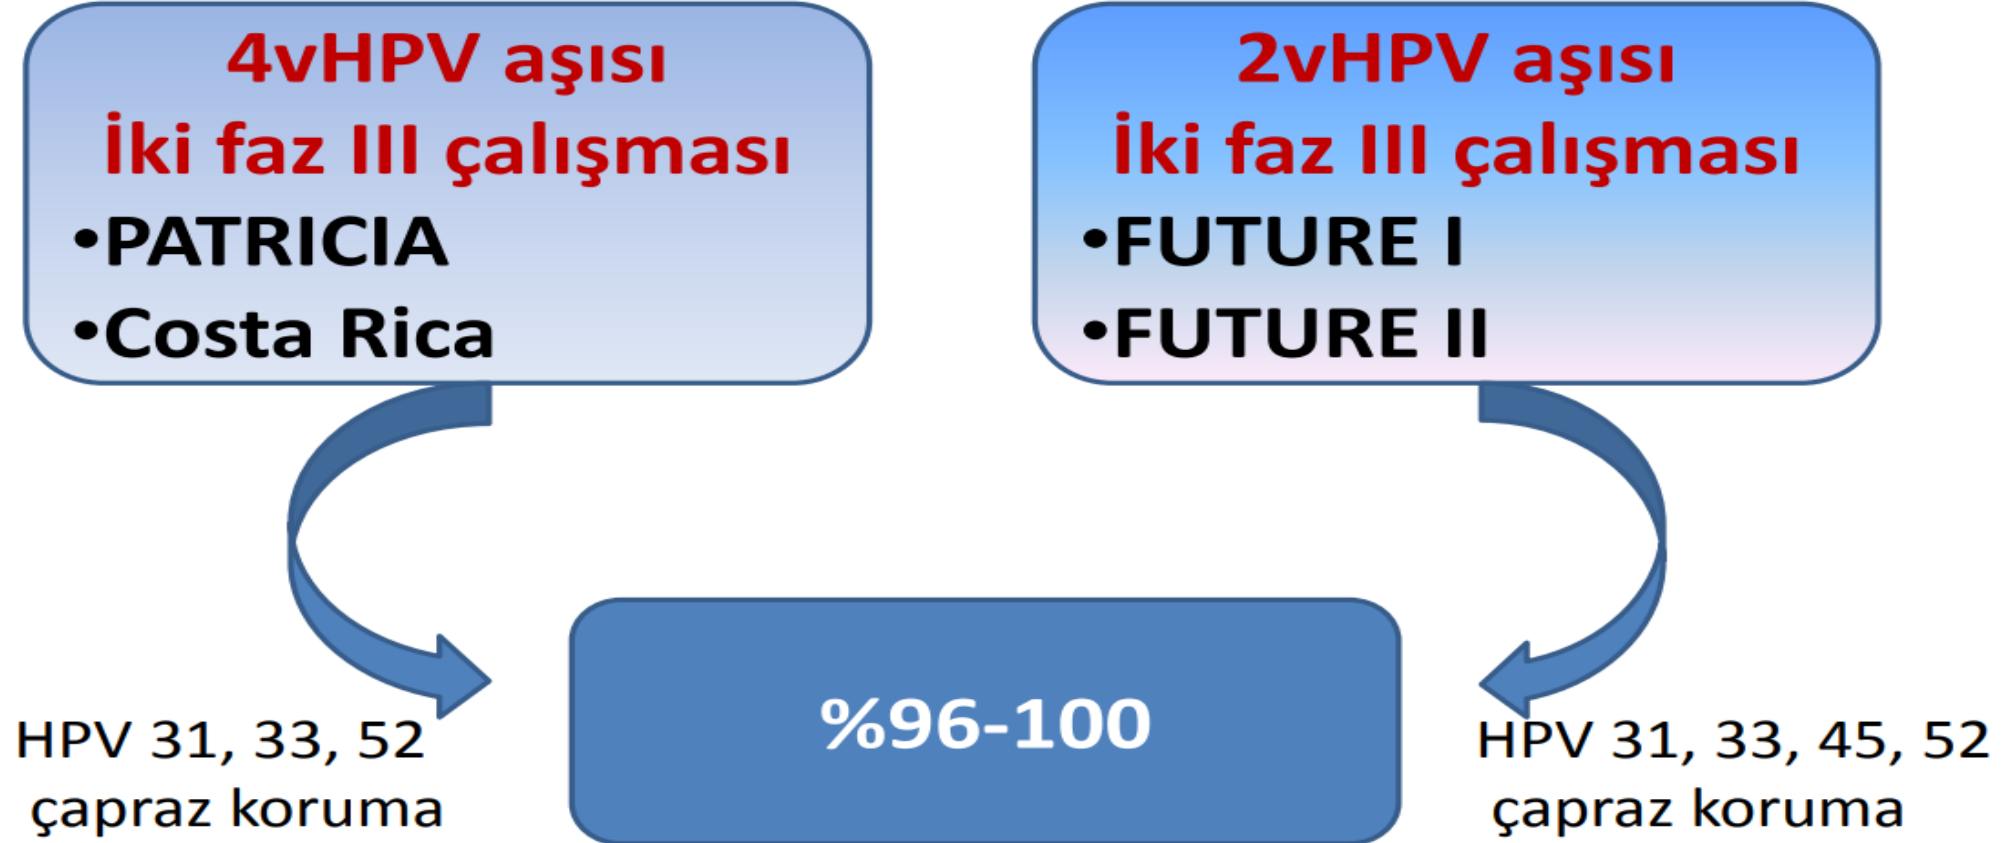 4vHPV aşısı
İki faz III çalışması
•PATRICIA
•Costa Rica
2vHPV aşısı
İki faz III çalışması
•FUTURE I
•FUTURE II
HPV 31, 33, 52
çapraz koruma
%96-100
HPV 31, 33, 45, 52
çapraz koruma